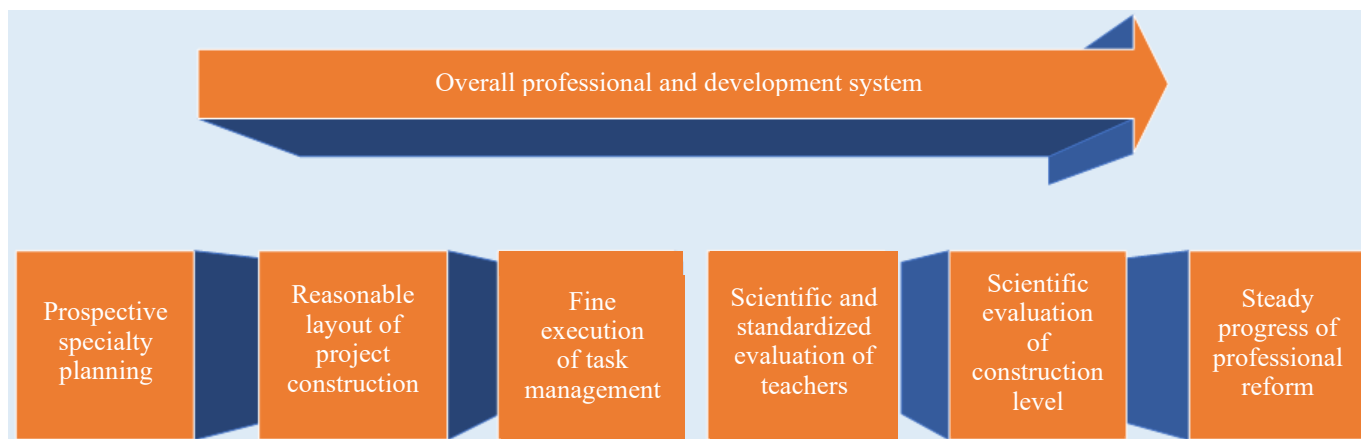 Overall professional and development system
Prospective
specialty
planning
Reasonable
layout of
project
construction
Fine
execution
of task
management
Scientific and
standardized
evaluation of
teachers
Scientific
evaluation
of
construction
level
Steady
progress of
professional
reform